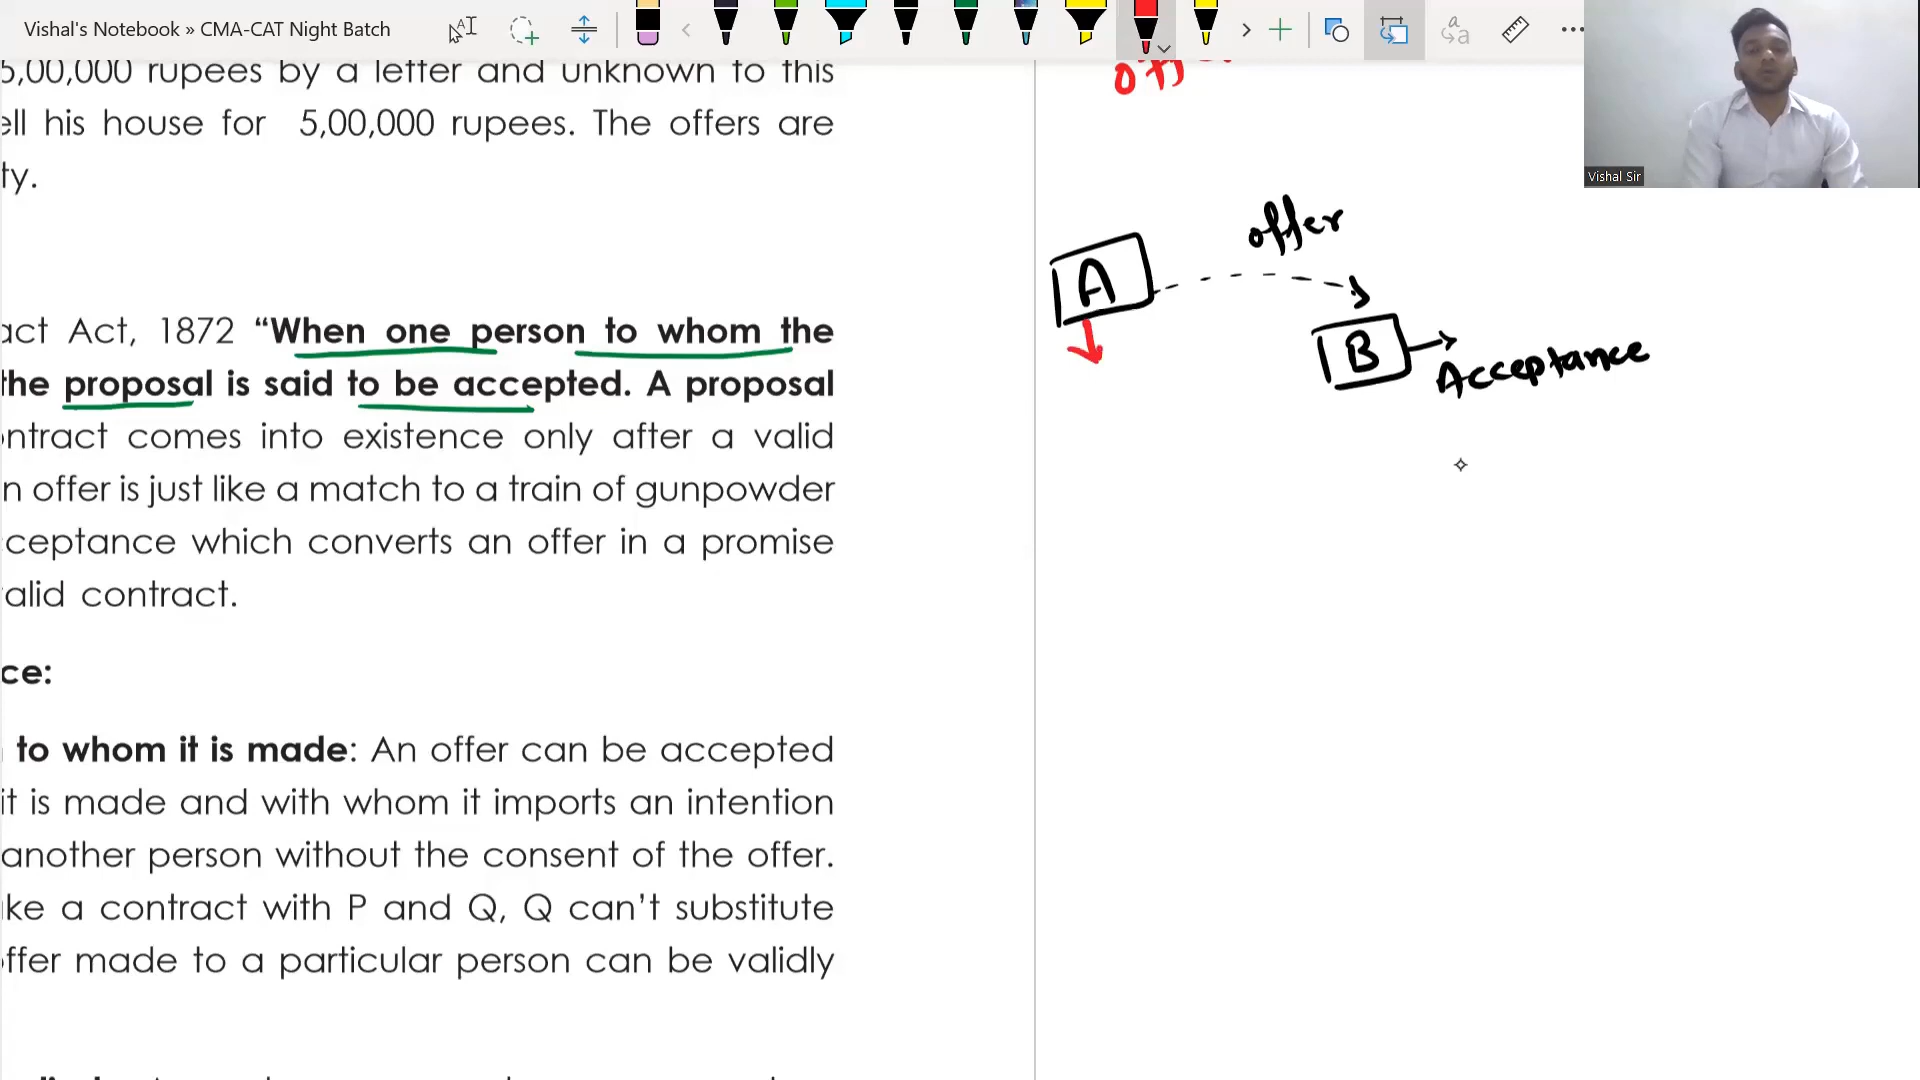 Vishal's Notebook » CMA-CAT Night Batch
5,00,000 rupees by a letter and unknown to this
ell his house for 5,00,000 rupees. The offers are
ty.
act Act, 1872 “When one person to whom the
the proposal is said to be accepted. A proposal
ntract comes into existence only after a valid
n offer is just like a match to a train of gunpowder
ceptance which converts an offer in a promise
alid contract.
ce:
to whom it is made: An offer can be accepted
it is made and with whom it imports an intention
another person without the consent of the offer.
ke a contract with P and Q, Q can’t substitute
ffer made to a particular person can be validly
Vishal Sir
offer
A
B
Acceptance